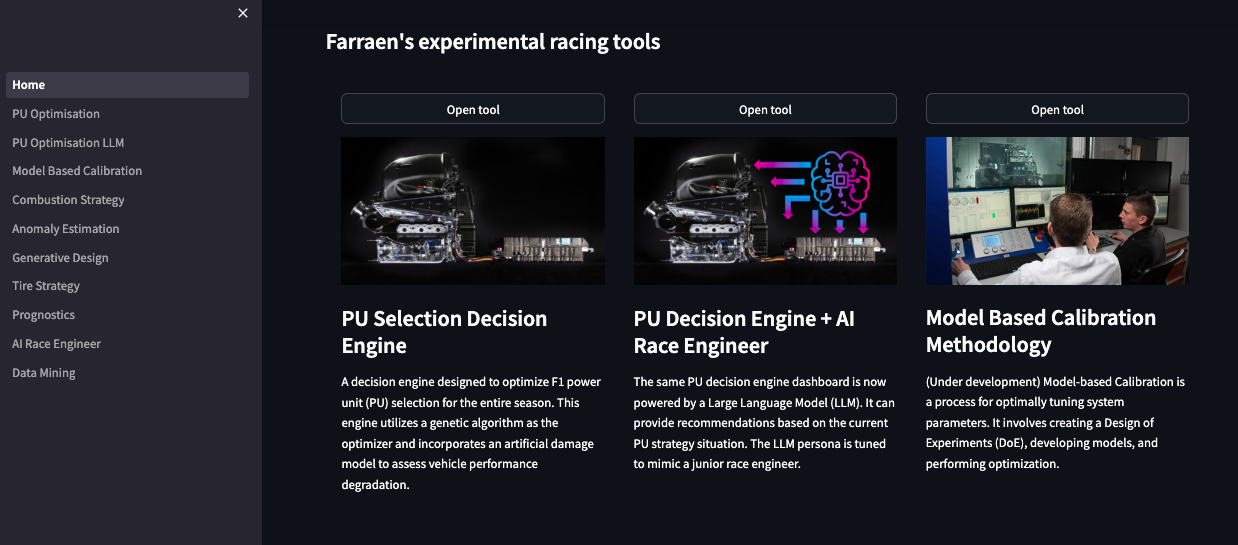 ×
Home
PU Optimisation
PU Optimisation LLM
Model Based Calibration
Combustion Strategy
Anomaly Estimation
Generative Design
Tire Strategy
Prognostics
AI Race Engineer
Data Mining
Farraen's experimental racing tools
Open tool
PU Selection Decision
Engine
A decision engine designed to optimize F1 power
unit (PU) selection for the entire season. This
engine utilizes a genetic algorithm as the
optimizer and incorporates an artificial damage
model to assess vehicle performance
degradation.
Open tool
PU Decision Engine + AI
Race Engineer
The same PU decision engine dashboard is now
powered by a Large Language Model (LLM). It can
provide recommendations based on the current
PU strategy situation. The LLM persona is tuned
to mimic a junior race engineer.
Open tool
Model Based Calibration
Methodology
(Under development) Model-based Calibration is
a process for optimally tuning system
parameters. It involves creating a Design of
Experiments (DoE), developing models, and
performing optimization.